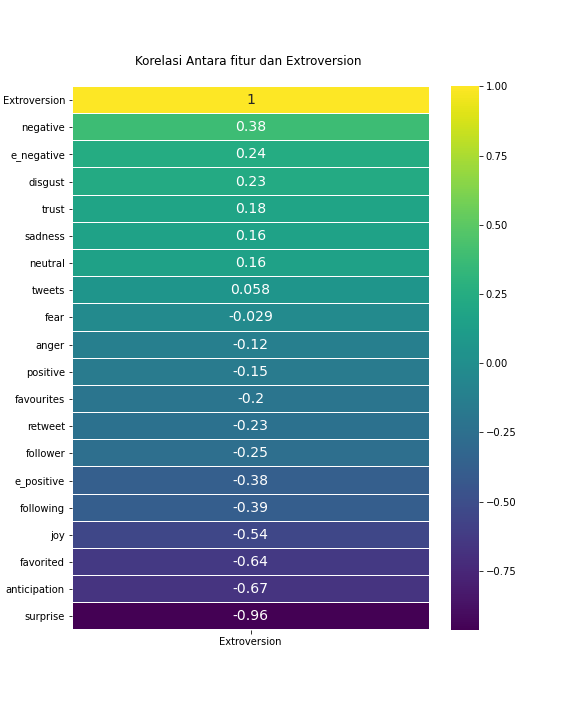 Korelasi Antara fitur dan Extroversion
Extroversion 1
negative 0.38
e_negative 0.24
disgust 0.23
trust 0.18
sadness 0.16
neutral 0.16
tweets 0.058
fear -0.029
anger -0.12
positive -0.15
favourites -0.2
retweet -0.23
follower -0.25
e_positive -0.38
following -0.39
joy -0.54
favorited -0.64
anticipation -0.67
surprise -0.96
Extroversion
1.00
0.75
0.50
0.25
0.00
−0.25
−0.50
−0.75